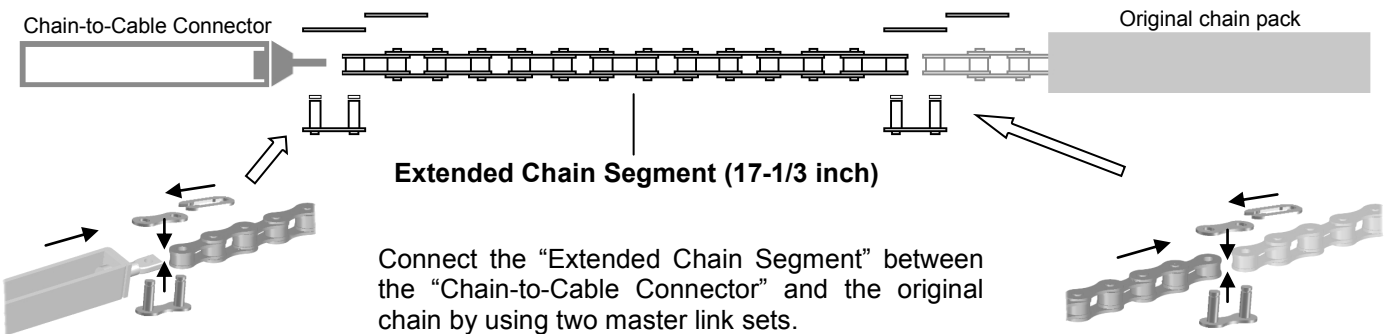 Chain-to-Cable Connector
Original chain pack
Extended Chain Segment (17-1/3 inch)
Connect the “Extended Chain Segment” between
the “Chain-to-Cable Connector” and the original
chain by using two master link sets.